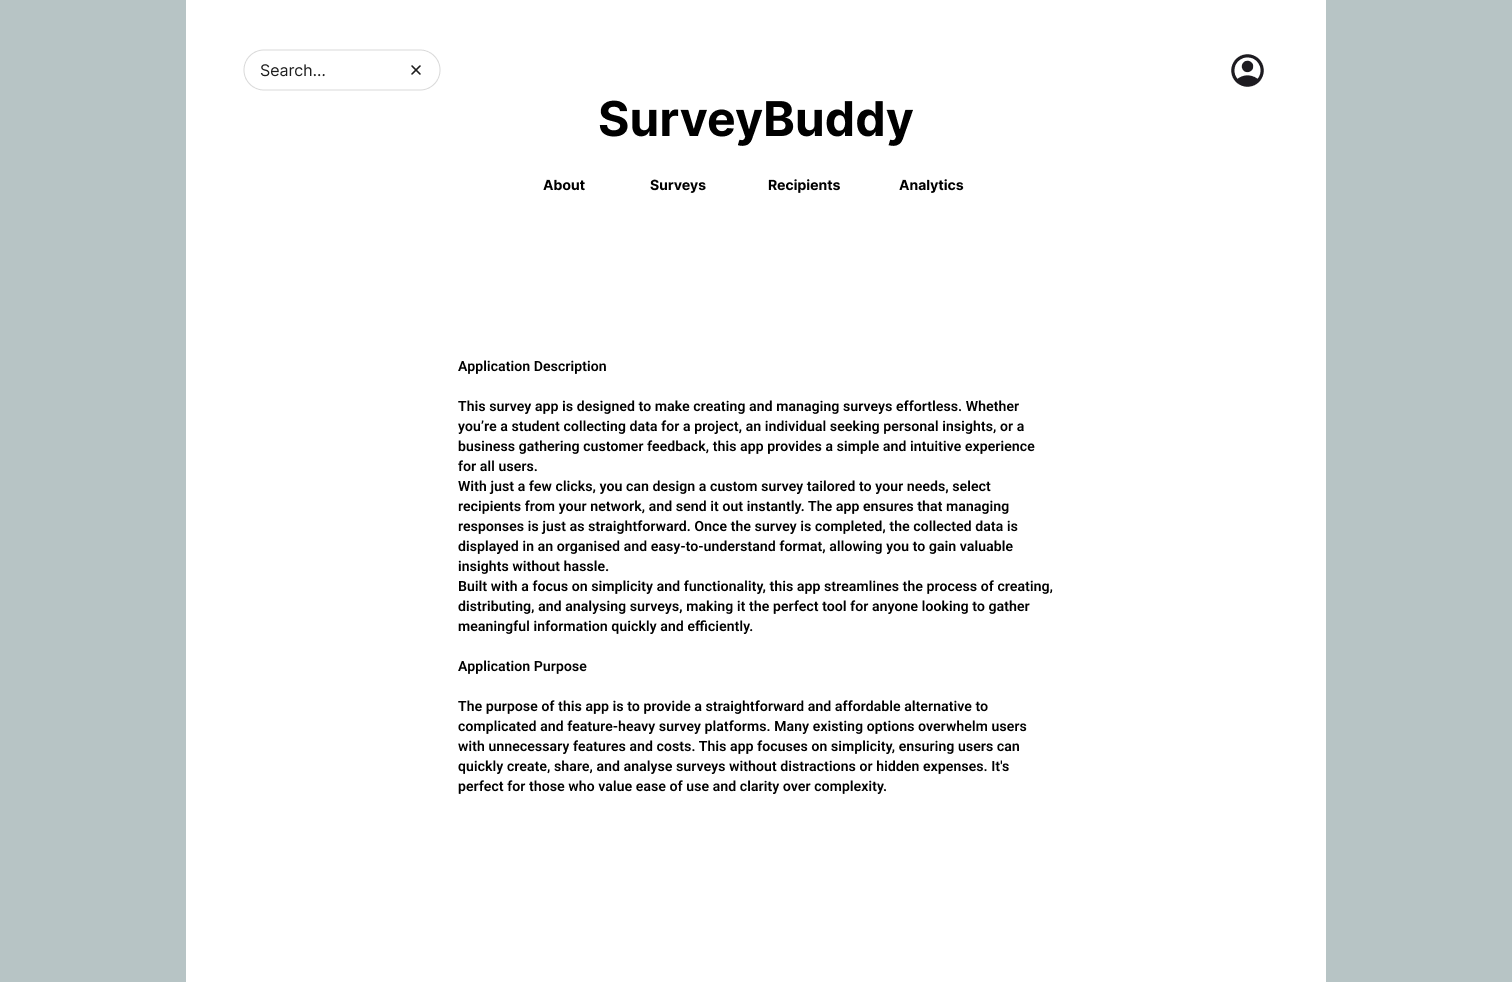 Search...
SurveyBuddy
About Surveys Recipients Analytics
Application Description
This survey app is designed to make creating and managing surveys effortless. Whether
you’re a student collecting data for a project, an individual seeking personal insights, or a
business gathering customer feedback, this app provides a simple and intuitive experience
for all users.
With just a few clicks, you can design a custom survey tailored to your needs, select
recipients from your network, and send it out instantly. The app ensures that managing
responses is just as straightforward. Once the survey is completed, the collected data is
displayed in an organised and easy-to-understand format, allowing you to gain valuable
insights without hassle.
Built with a focus on simplicity and functionality, this app streamlines the process of creating,
distributing, and analysing surveys, making it the perfect tool for anyone looking to gather
meaningful information quickly and efficiently.
Application Purpose
The purpose of this app is to provide a straightforward and affordable alternative to
complicated and feature-heavy survey platforms. Many existing options overwhelm users
with unnecessary features and costs. This app focuses on simplicity, ensuring users can
quickly create, share, and analyse surveys without distractions or hidden expenses. It's
perfect for those who value ease of use and clarity over complexity.